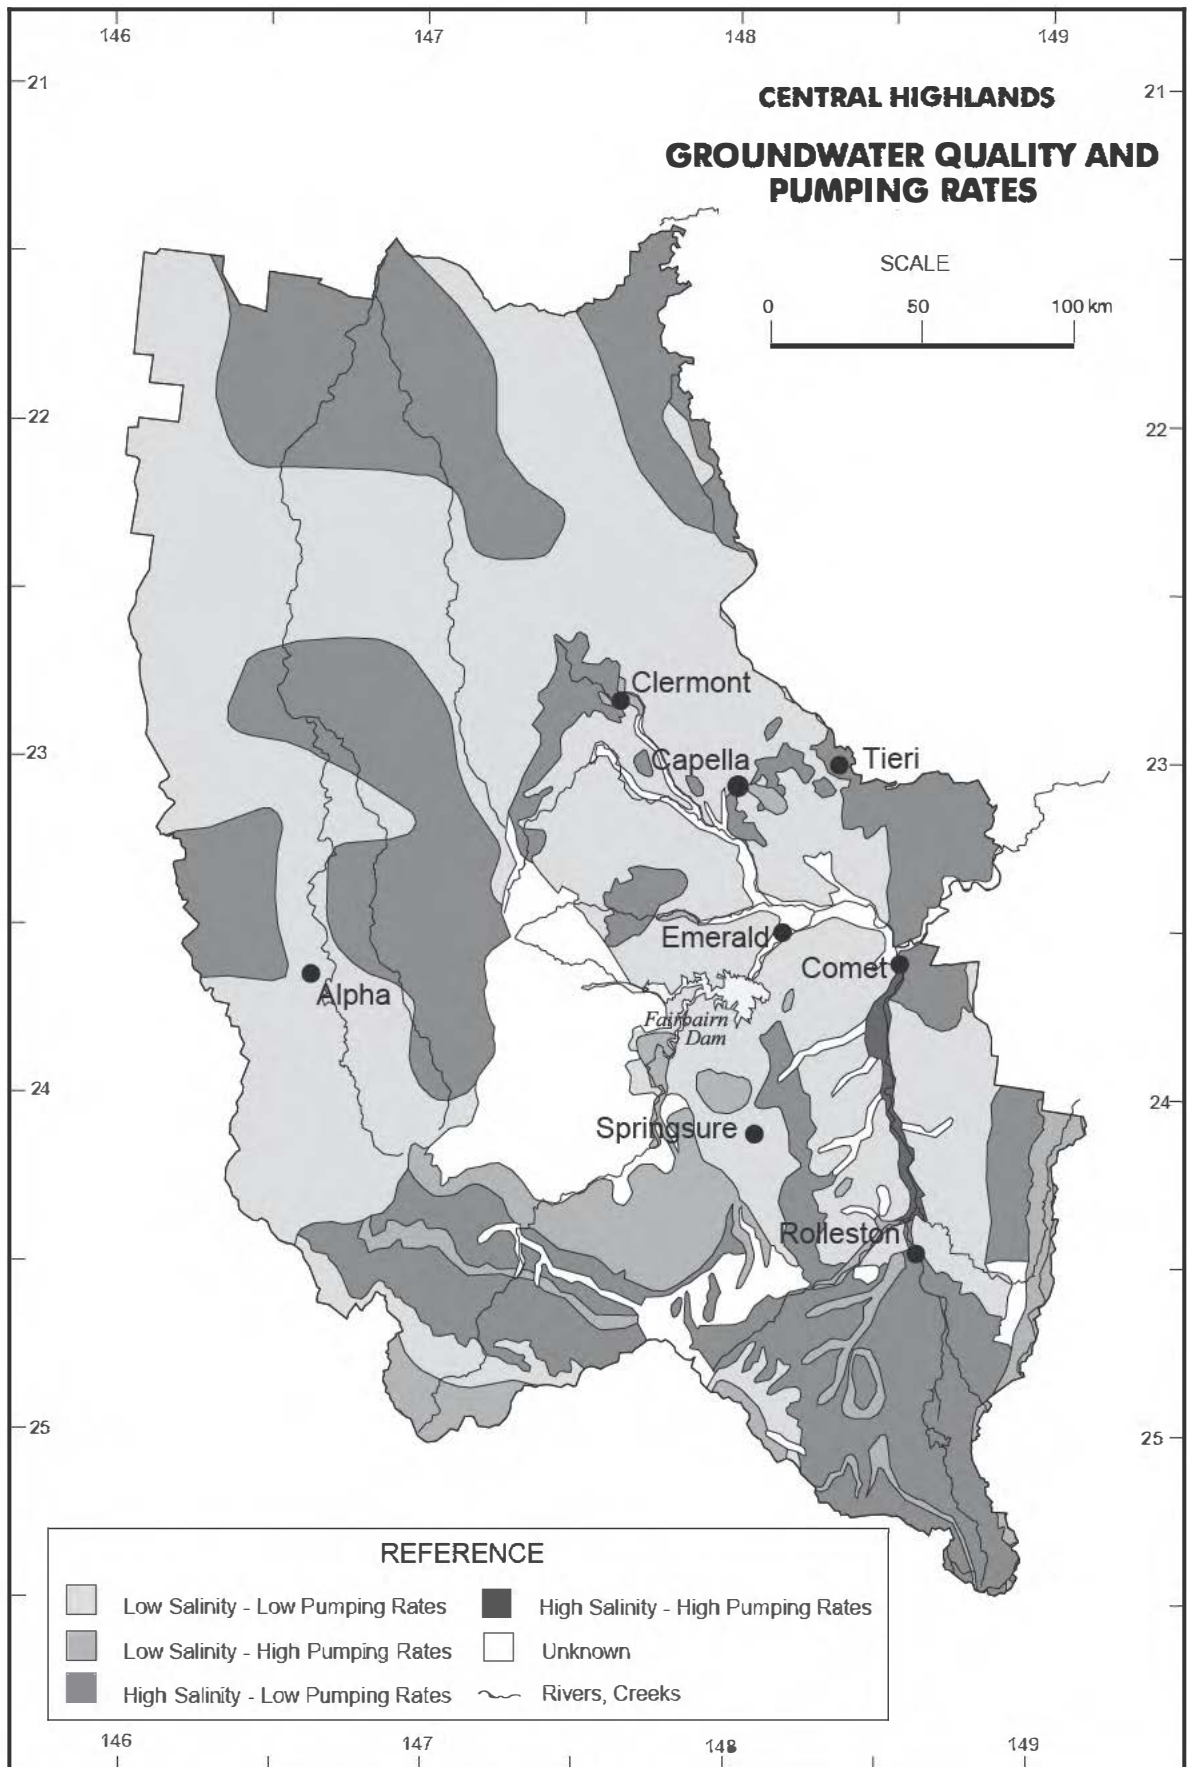 146 147 148 149
21 21
CENTRAL HIGHLANDS
GROUNDWATER QUALITY AND
PUMPING RATES
SCALE
0 50 100 km
22 22
Clermont
23 Capella Tieri 23
Emerald
Comet
Alpha
Fairbairn
Dam
24 24
Springsure
Rolleston
25 25
REFERENCE
Low Salinity - Low Pumping Rates High Salinity - High Pumping Rates
Low Salinity - High Pumping Rates Unknown
High Salinity - Low Pumping Rates Rivers, Creeks
146 147 148 149